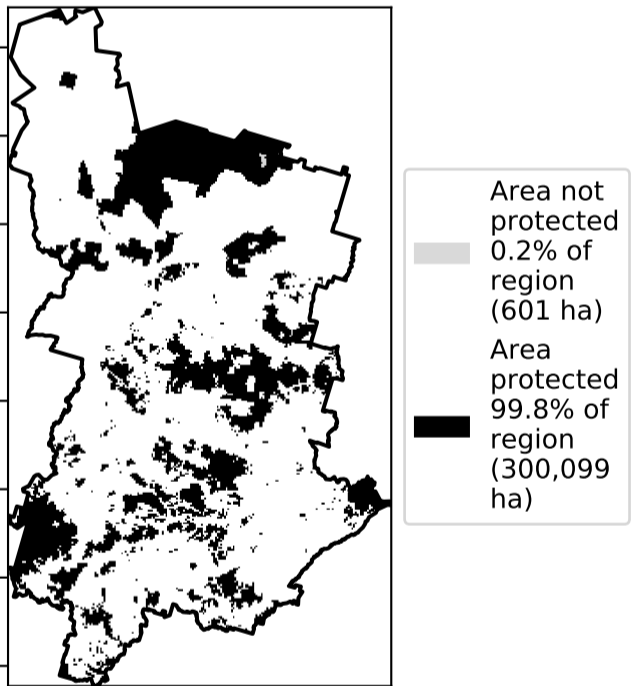 Area not
protected
0.2% of
region
(601 ha)
Area
protected
99.8% of
region
(300,099
ha)